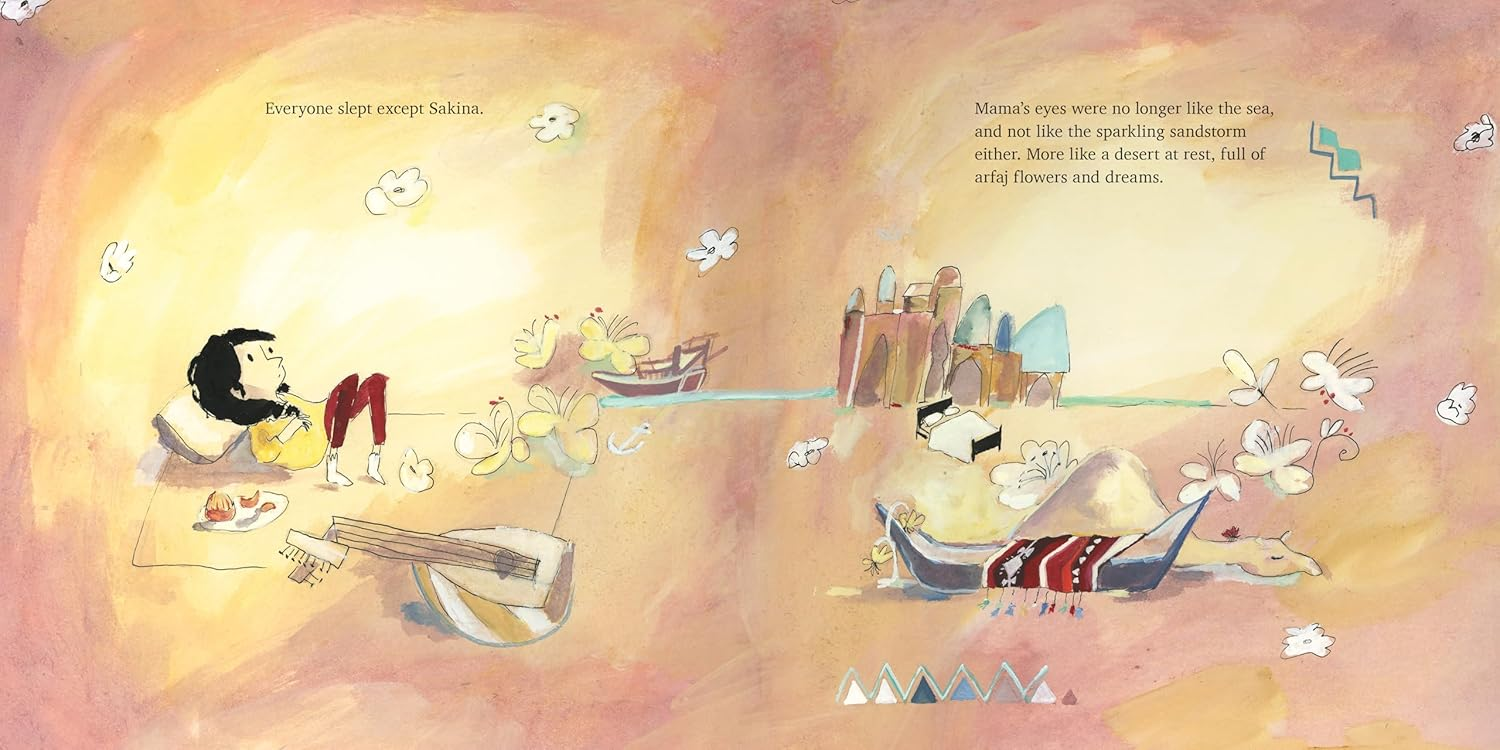 Everyone slept except Sakina.
Mama’s eyes were no longer like the sea,
and not like the sparkling sandstorm
either. More like a desert at rest, full of
arfaj flowers and dreams.